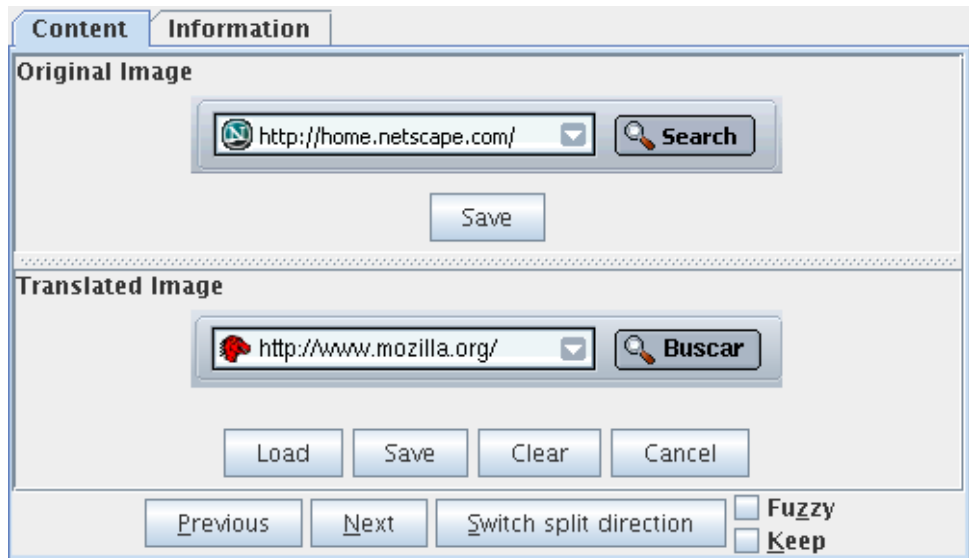 Content Information
Original Image
http://home.netscape.com/ Search
Save
Translated Image
http://www.mozilla.org/ Buscar
Load Save Clear Cancel
Previous Next Switch split direction Fuzzy
Keep